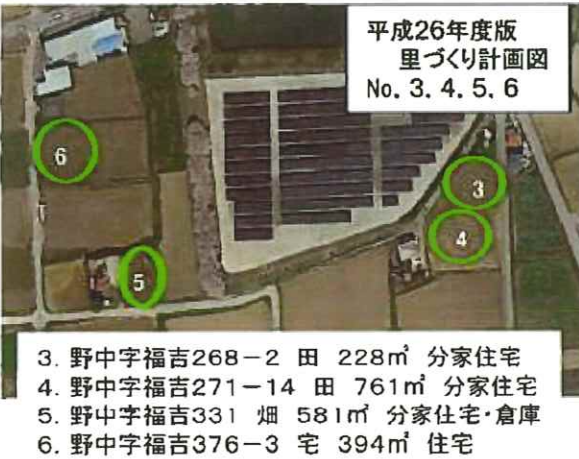 平成26年度版
里づくり計画図
No. 3. 4. 5. 6
6
3
4
5
3. 野中字福吉268−2 田 228㎡ 分家住宅
4. 野中字福吉271−14 田 761㎡ 分家住宅
5. 野中字福吉331 畑 581㎡ 分家住宅・倉庫
6. 野中字福吉376−3 宅 394㎡ 住宅